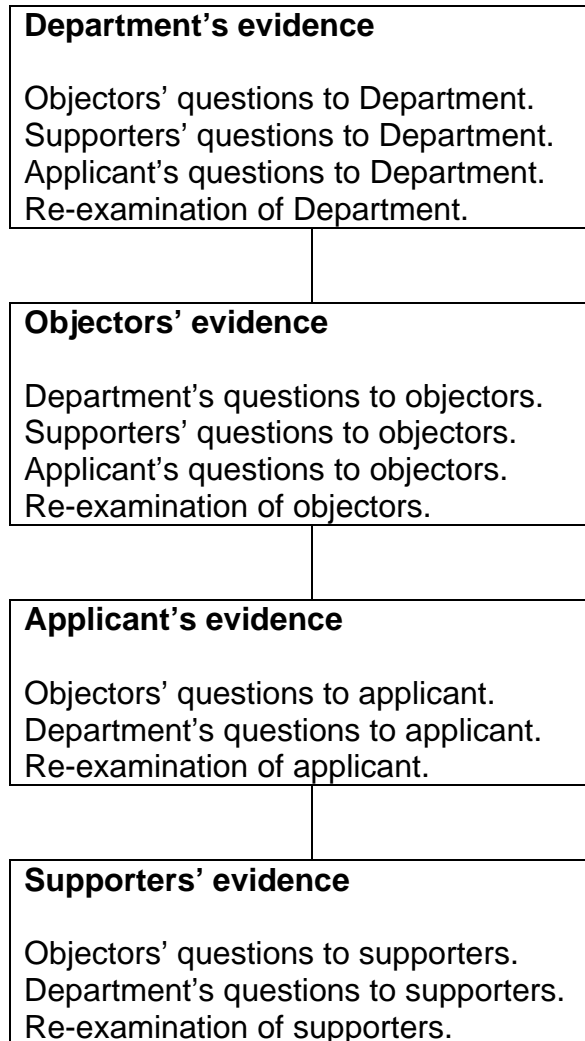 Department’s evidence
Objectors’ questions to Department.
Supporters’ questions to Department.
Applicant’s questions to Department.
Re-examination of Department.
Objectors’ evidence
Department’s questions to objectors.
Supporters’ questions to objectors.
Applicant’s questions to objectors.
Re-examination of objectors.
Applicant’s evidence
Objectors’ questions to applicant.
Department’s questions to applicant.
Re-examination of applicant.
Supporters’ evidence
Objectors’ questions to supporters.
Department’s questions to supporters.
Re-examination of supporters.